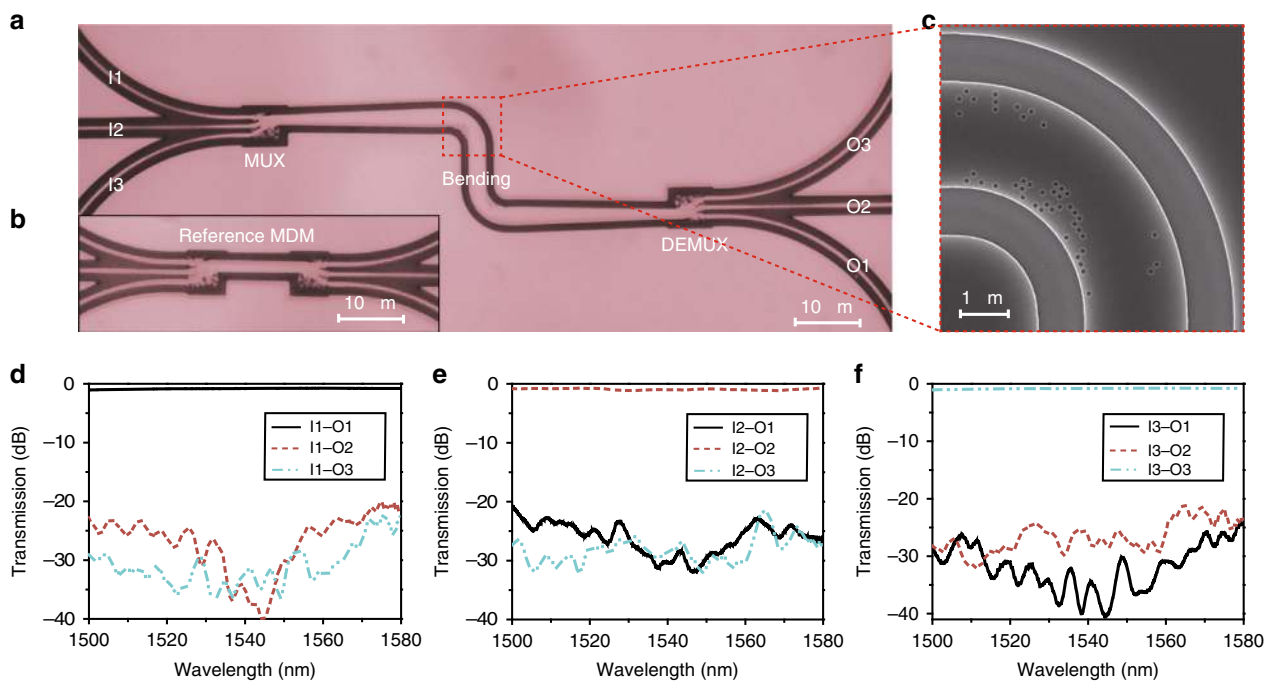 a
I1
I2
I3
MUX
Bending
O3
O2
O1
DEMUX
10 m
b
Reference MDM
10 m
c
1 m
d
Transmission (dB)
0
–10
–20
–30
–40
I1–O1
I1–O2
I1–O3
1500 1520 1540 1560 1580
Wavelength (nm)
e
Transmission (dB)
0
–10
–20
–30
–40
I2–O1
I2–O2
I2–O3
1500 1520 1540 1560 1580
Wavelength (nm)
f
Transmission (dB)
0
–10
–20
–30
–40
I3–O1
I3–O2
I3–O3
1500 1520 1540 1560 1580
Wavelength (nm)